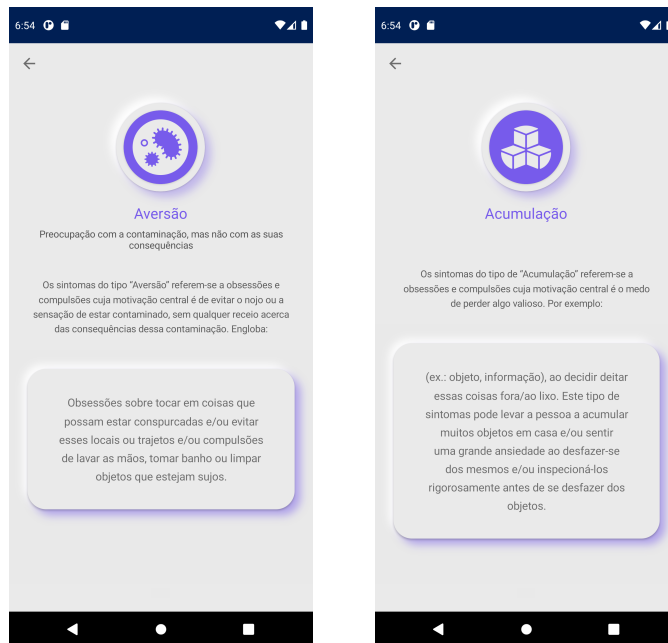 6:54
Aversão
Preocupação com a contaminação, mas não com as suas
consequências
Os sintomas do tipo “Aversão” referem-se a obsessões e
compulsões cuja motivação central é de evitar o nojo ou a
sensação de estar contaminado, sem qualquer receio acerca
das consequências dessa contaminação. Engloba:
Obsessões sobre tocar em coisas que
possam estar conspurcadas e/ou evitar
esses locais ou trajetos e/ou compulsões
de lavar as mãos, tomar banho ou limpar
objetos que estejam sujos.
6:54
Acumulação
Os sintomas do tipo de “Acumulação” referem-se a
obsessões e compulsões cuja motivação central é o medo
de perder algo valioso. Por exemplo:
(ex.: objeto, informação), ao decidir deitar
essas coisas fora/ao lixo. Este tipo de
sintomas pode levar a pessoa a acumular
muitos objetos em casa e/ou sentir
uma grande ansiedade ao desfazer-se
dos mesmos e/ou inspecioná-los
rigorosamente antes de se desfazer dos
objetos.